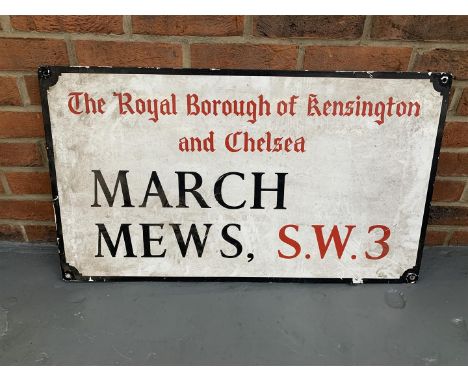 The Royal Borough of Kensington
and Chelsea
MARCH
MEWS, S.W.3